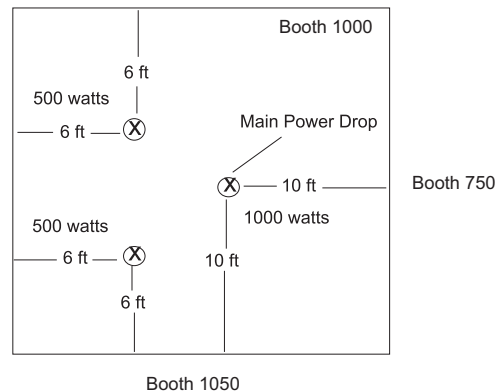 Booth 1000
6 ft
500 watts
6 ft
X
Main Power Drop
X
10 ft
Booth 750
1000 watts
500 watts
6 ft
X
10 ft
6 ft
Booth 1050